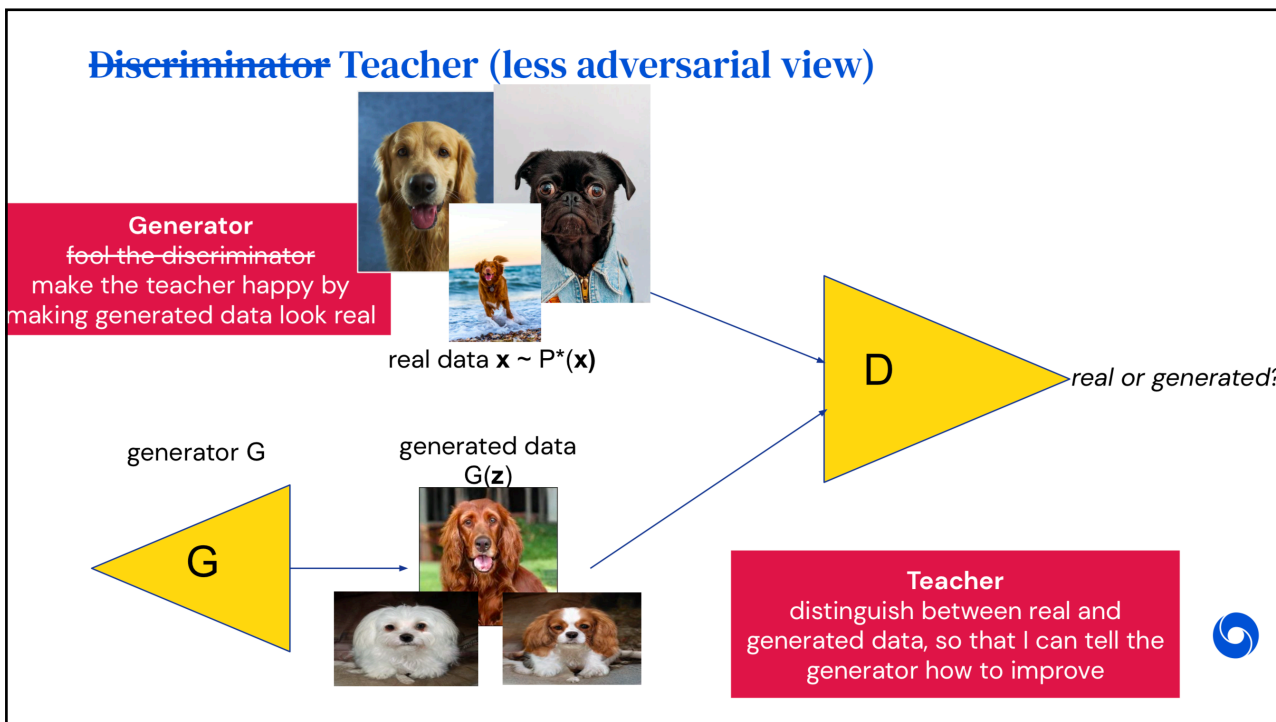 Discriminator Teacher (less adversarial view)
Generator
fool the discriminator
make the teacher happy by
making generated data look real
real data x ~ P*(x)
D
real or generated?
generator G
generated data
G(z)
G
Teacher
distinguish between real and
generated data, so that I can tell the
generator how to improve